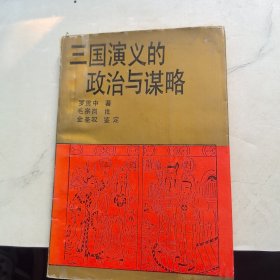 三国演义的
政治与谋略
罗贯中 著
毛宗岗 批
金圣叹 鉴定